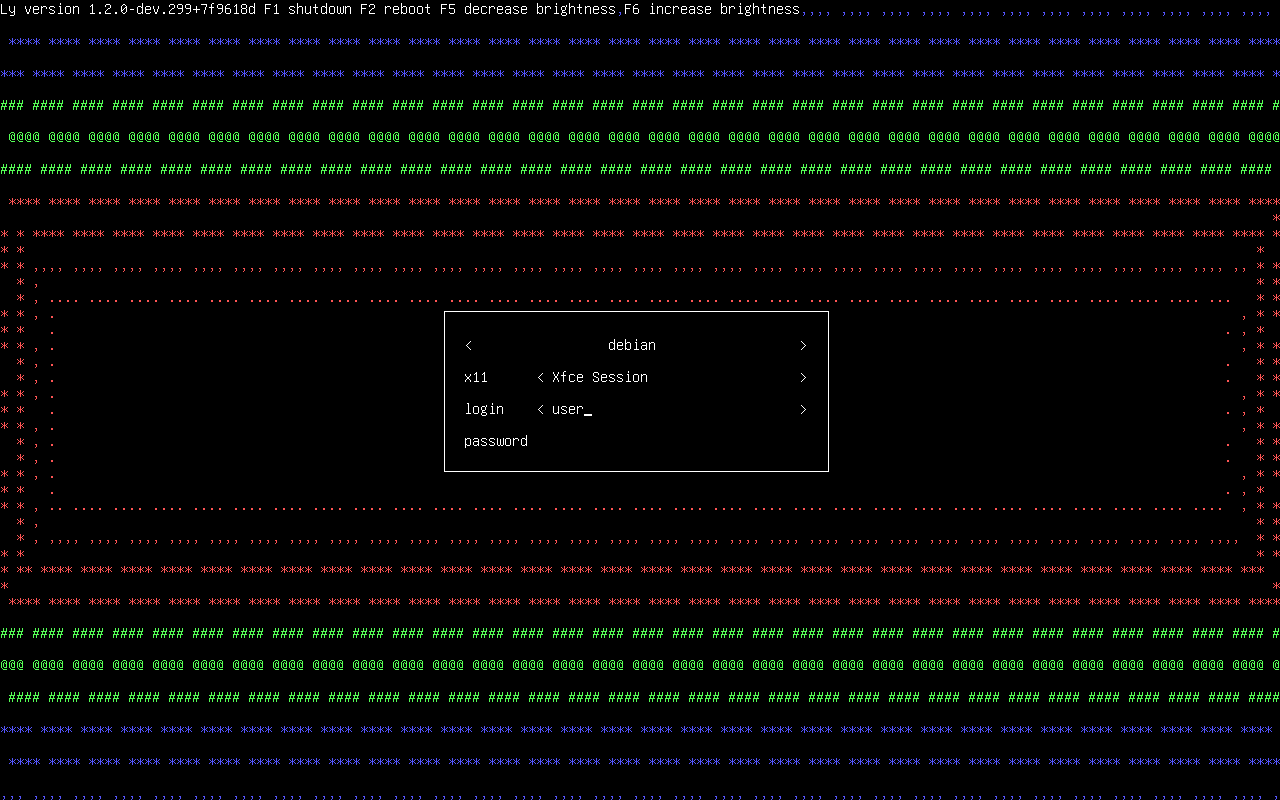 Ly version 1.2.0-dev.299+7f9618d F1 shutdown F2 reboot F5 decrease brightness F6 increase brightness
< debian >
x11 < Xfce Session >
login < user_ >
password